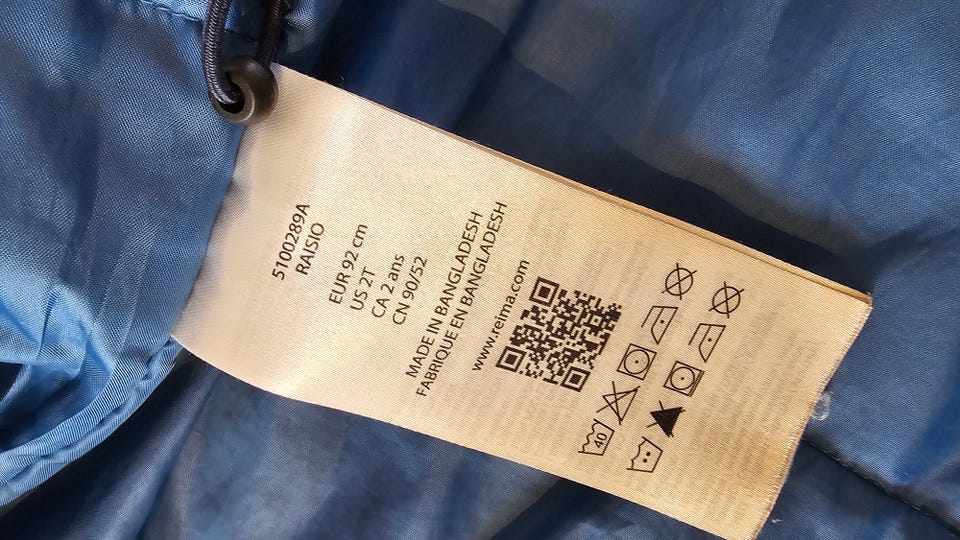 5100289A
RAISIO
EUR 92 cm
US 2T
CA 2 ans
CN 90/52
MADE IN BANGLADESH
FABRIQUE EN BANGLADESH
www.reima.com
40